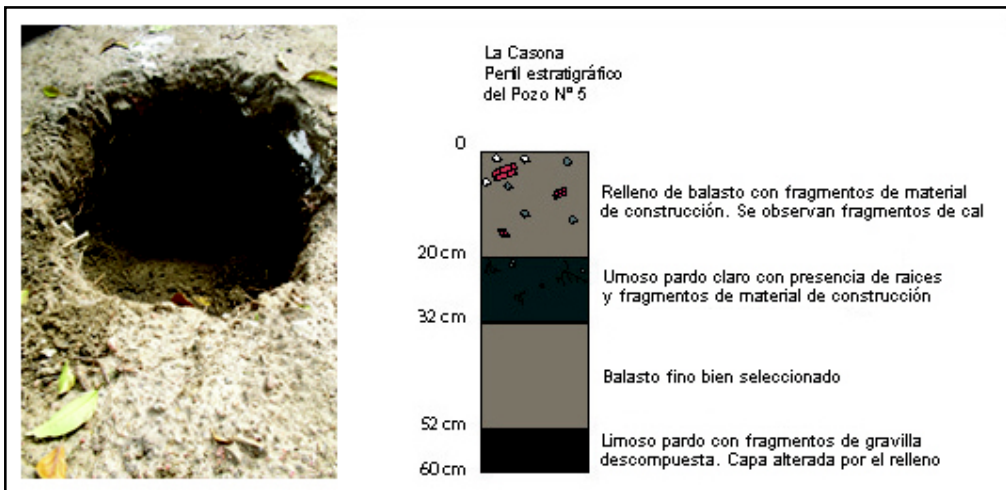 La Casona
Perfil estratigráfico
del Pozo Nº 5
0
Relleno de balasto con fragmentos de material
de construcción. Se observan fragmentos de cal
20 cm
Limoso pardo claro con presencia de raices
y fragmentos de material de construcción
32 cm
Balasto fino bien seleccionado
52 cm
Limoso pardo con fragmentos de gravilla
descompuesta. Capa alterada por el relleno
60 cm